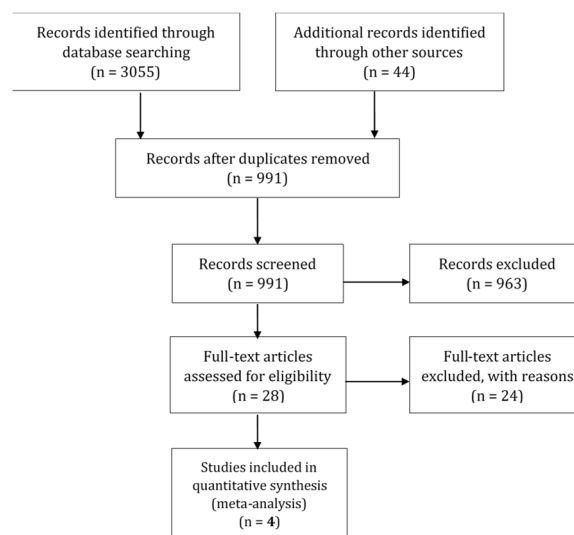 Records identified through
database searching
(n = 3055)
Additional records identified
through other sources
(n = 44)
Records after duplicates removed
(n = 991)
Records screened
(n = 991)
Records excluded
(n = 963)
Full-text articles
assessed for eligibility
(n = 28)
Full-text articles
excluded, with reasons
(n = 24)
Studies included in
quantitative synthesis
(meta-analysis)
(n = 4)